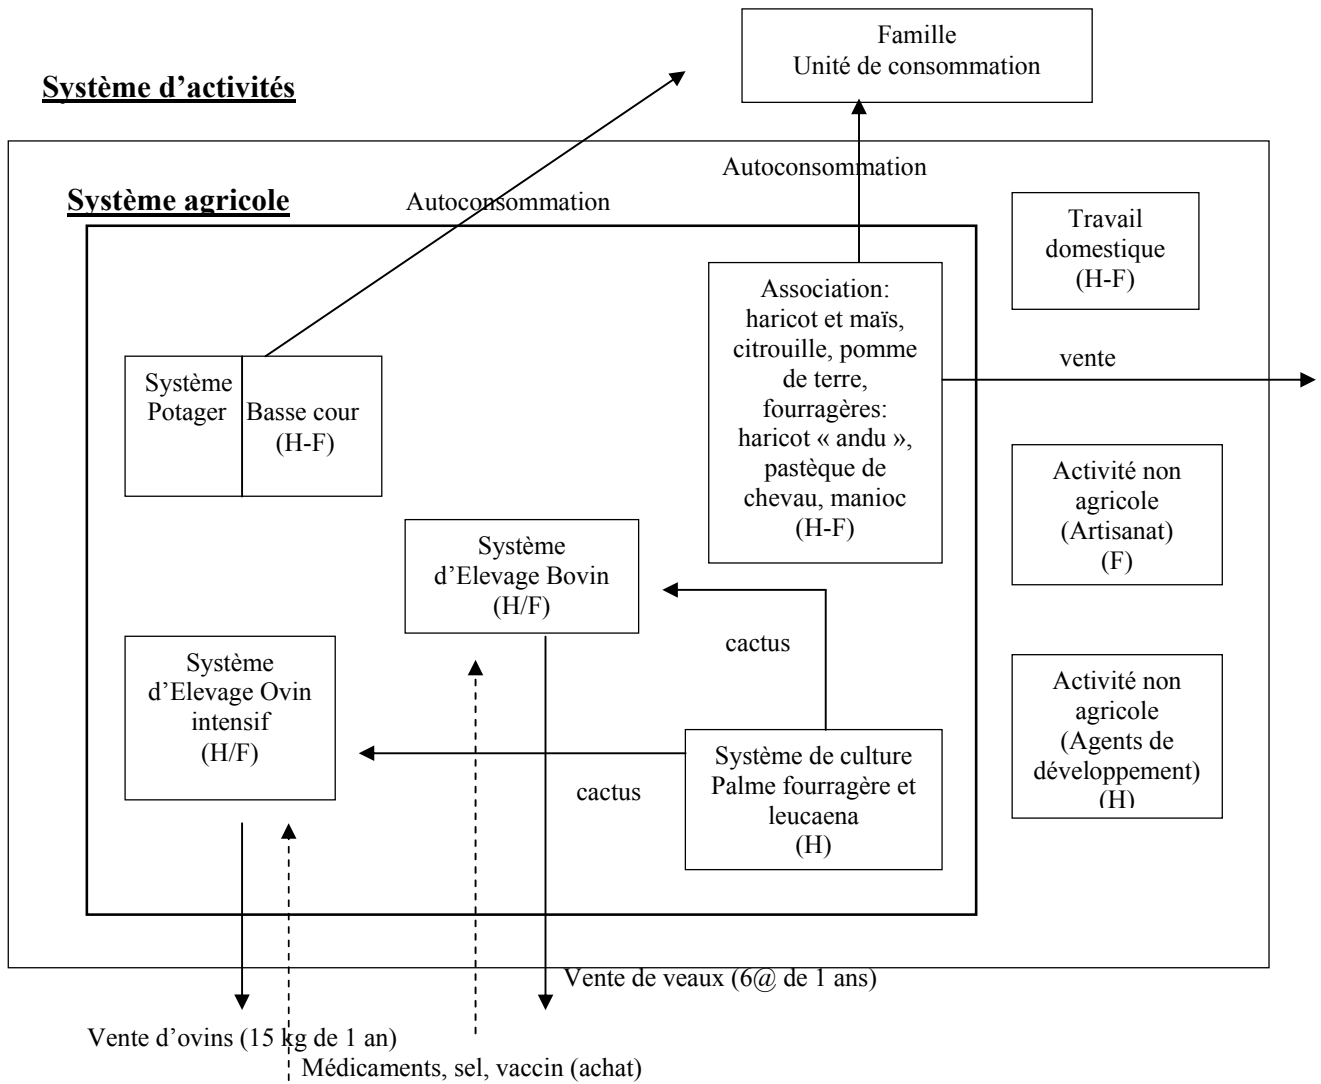 Famille
Unité de consommation
Système d'activités
Autoconsommation
Système agricole
Autoconsommation
Travail
domestique
(H-F)
Association:
haricot et maïs,
citrouille, pomme
de terre,
fourragères:
haricot « andu »,
pastèque de
chevau, manioc
(H-F)
vente
Système
Potager
Basse cour
(H-F)
Activité non
agricole
(Artisanat)
(F)
Système
d'Elevage Bovin
(H/F)
cactus
Système
d'Elevage Ovin
intensif
(H/F)
Activité non
agricole
(Agents de
développement)
(H)
cactus
Système de culture
Palme fourragère et
leucaena
(H)
Vente de veaux (6@ de 1 ans)
Vente d'ovins (15 kg de 1 an)
Médicaments, sel, vaccin (achat)